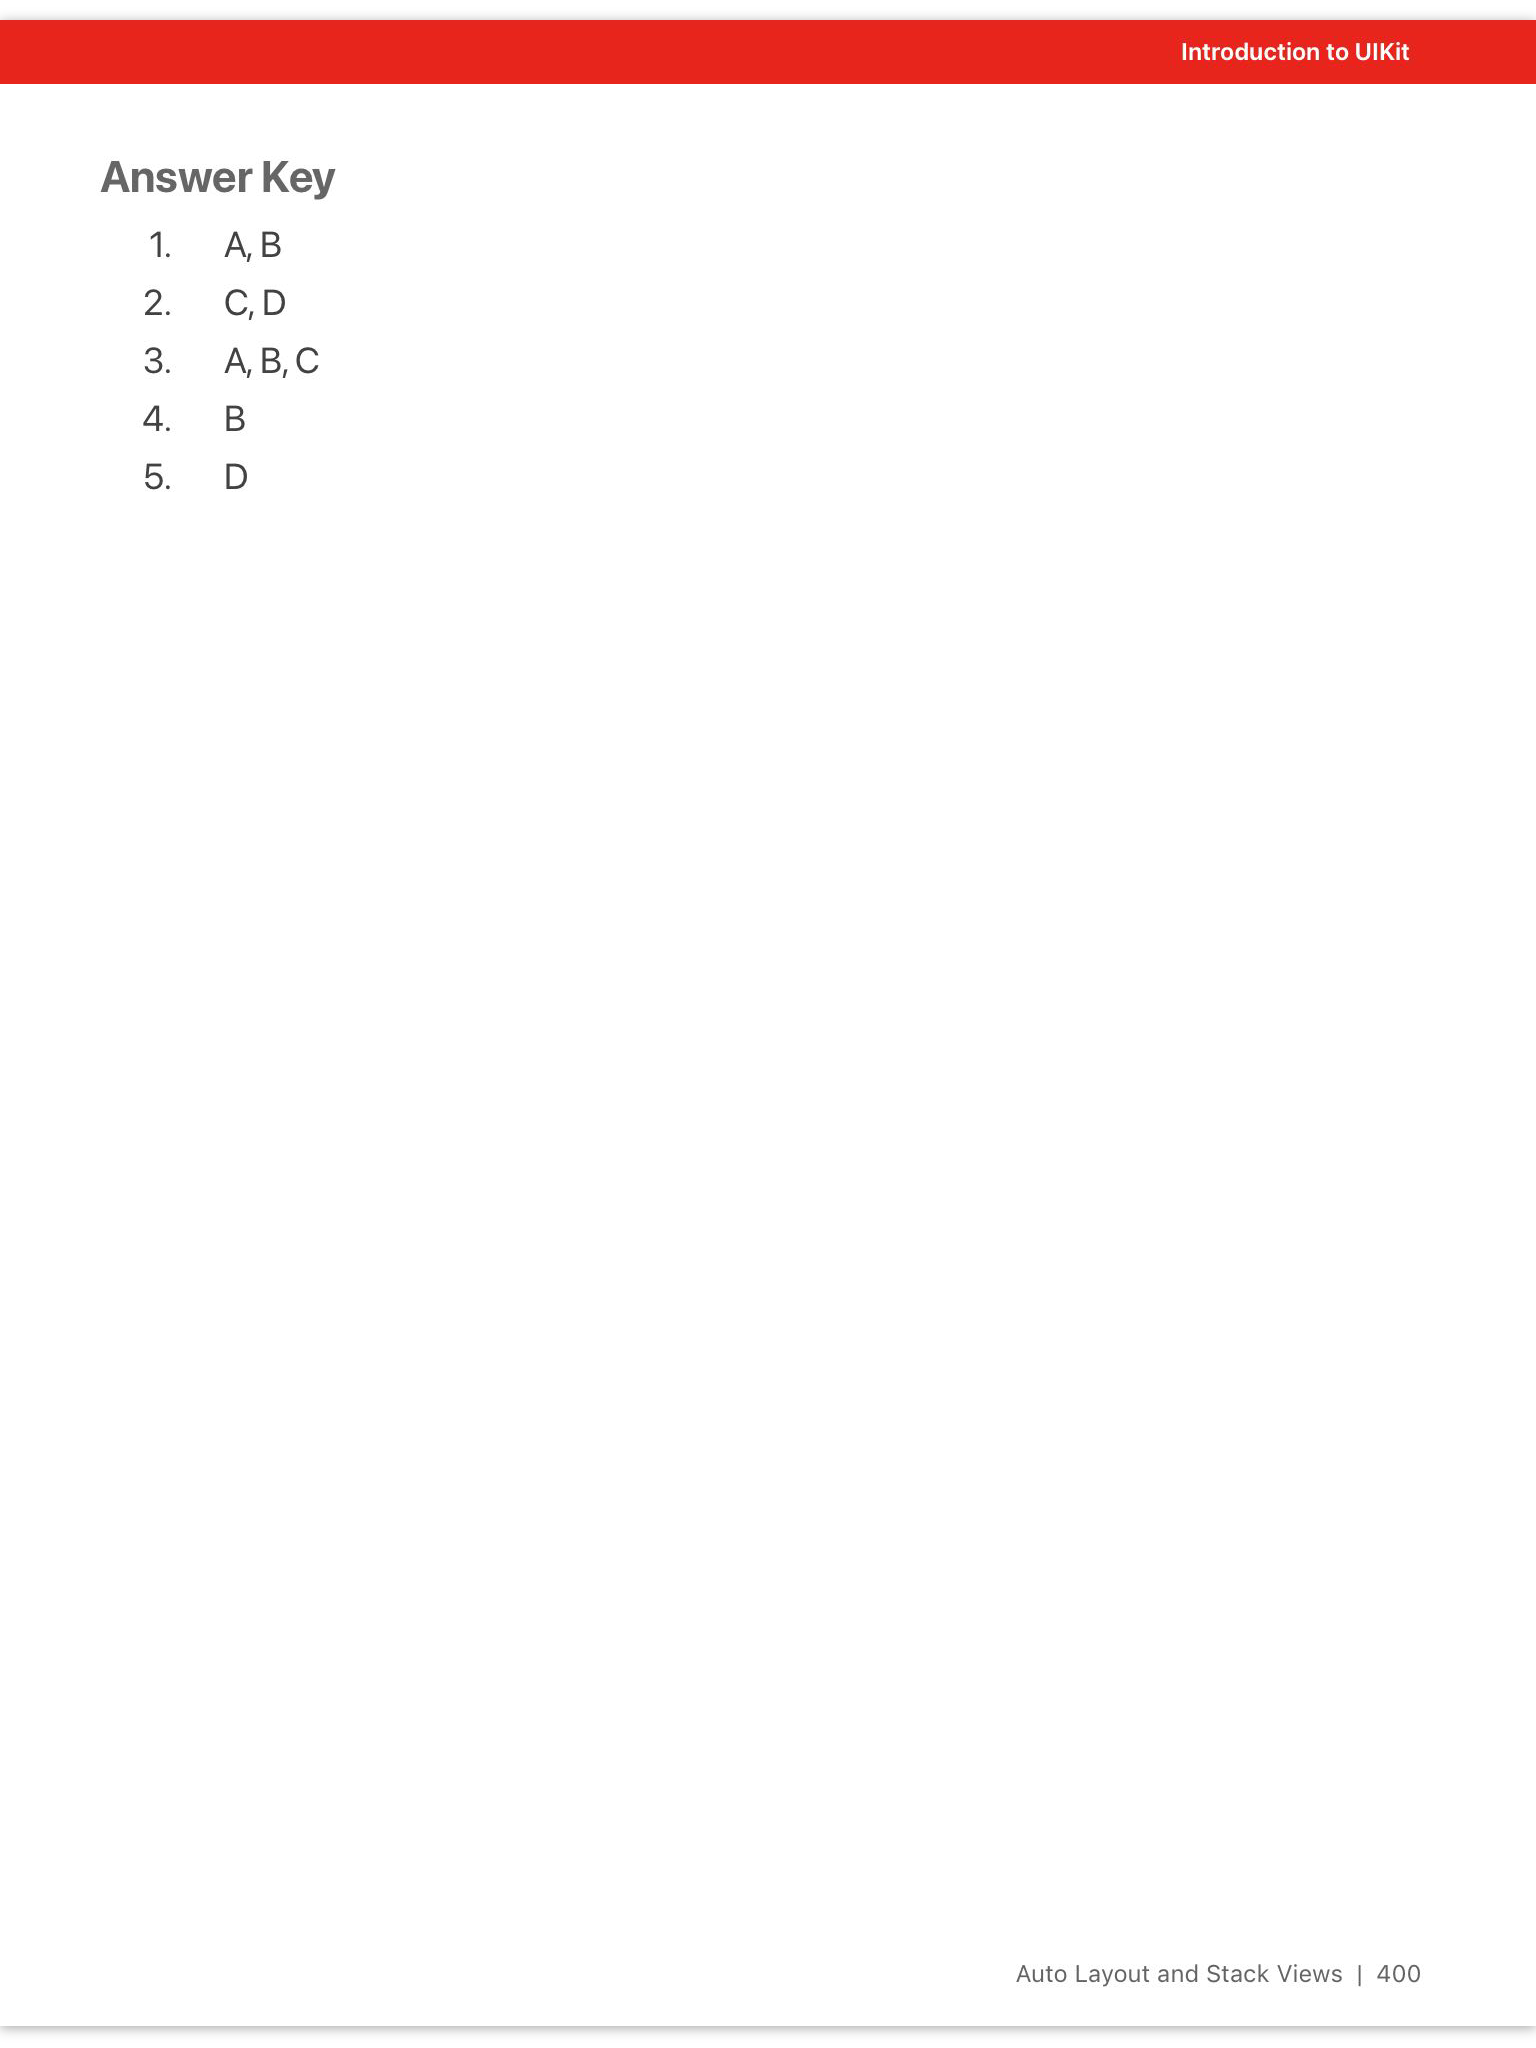 Introduction to UIKit
Answer Key
1. A, B
2. C, D
3. A, B, C
4. B
5. D
Auto Layout and Stack Views | 400